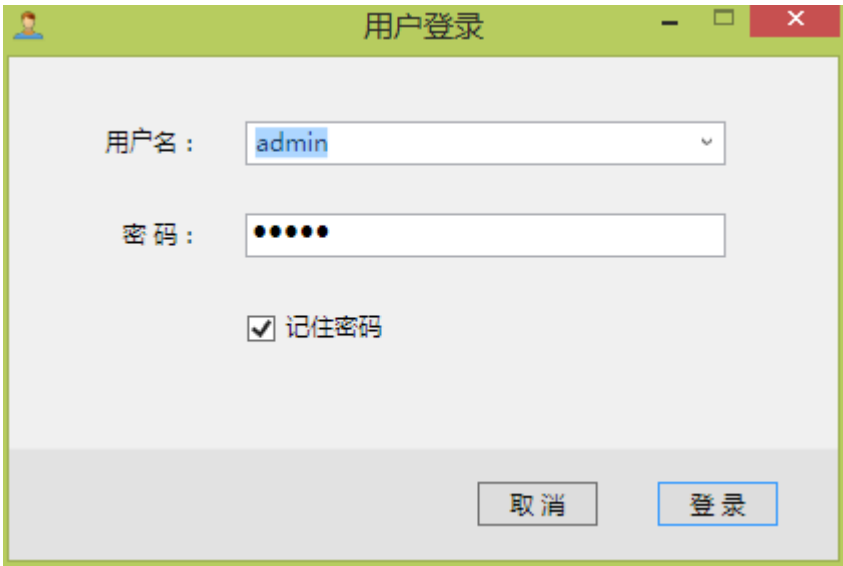 用户登录
用户名：admin
密 码：●●●●●
记住密码
取 消 登 录